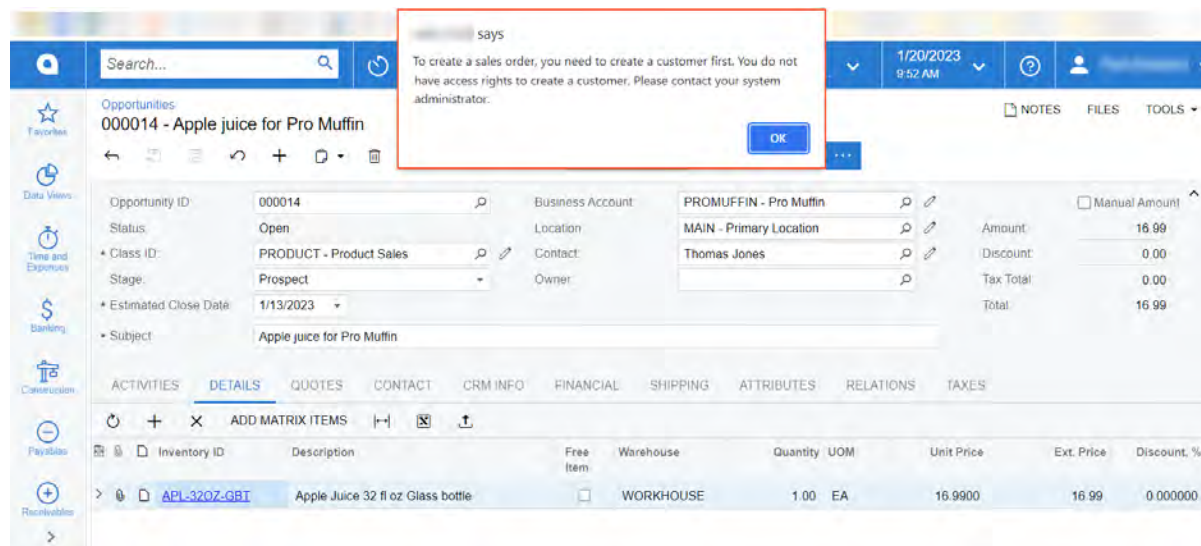 says
To create a sales order, you need to create a customer first. You do not
have access rights to create a customer. Please contact your system
administrator.
OK
Search...
1/20/2023
9:52 AM
Favorites
Data Views
Time and
Expenses
Banking
Construction
Payables
Receivables
Opportunities
000014 - Apple juice for Pro Muffin
NOTES FILES TOOLS
Opportunity ID: 000014 Business Account: PROMUFFIN - Pro Muffin Manual Amount
Status: Open Location: MAIN - Primary Location Amount: 16.99
* Class ID: PRODUCT - Product Sales Contact: Thomas Jones Discount: 0.00
Stage: Prospect Owner: Tax Total: 0.00
* Estimated Close Date: 1/13/2023 Total: 16.99
* Subject: Apple juice for Pro Muffin
ACTIVITIES DETAILS QUOTES CONTACT CRM INFO FINANCIAL SHIPPING ATTRIBUTES RELATIONS TAXES
ADD MATRIX ITEMS
Inventory ID Description Free Item Warehouse Quantity UOM Unit Price Ext. Price Discount, %
APL-32OZ-GBT Apple Juice 32 fl oz Glass bottle WORKHOUSE 1.00 EA 16.9900 16.99 0.000000